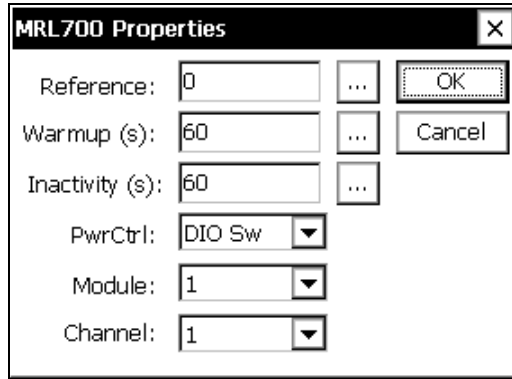 MRL700 Properties
Reference: 0 ... OK
Warmup (s): 60 ... Cancel
Inactivity (s): 60 ...
PwrCtrl: DIO Sw
Module: 1
Channel: 1